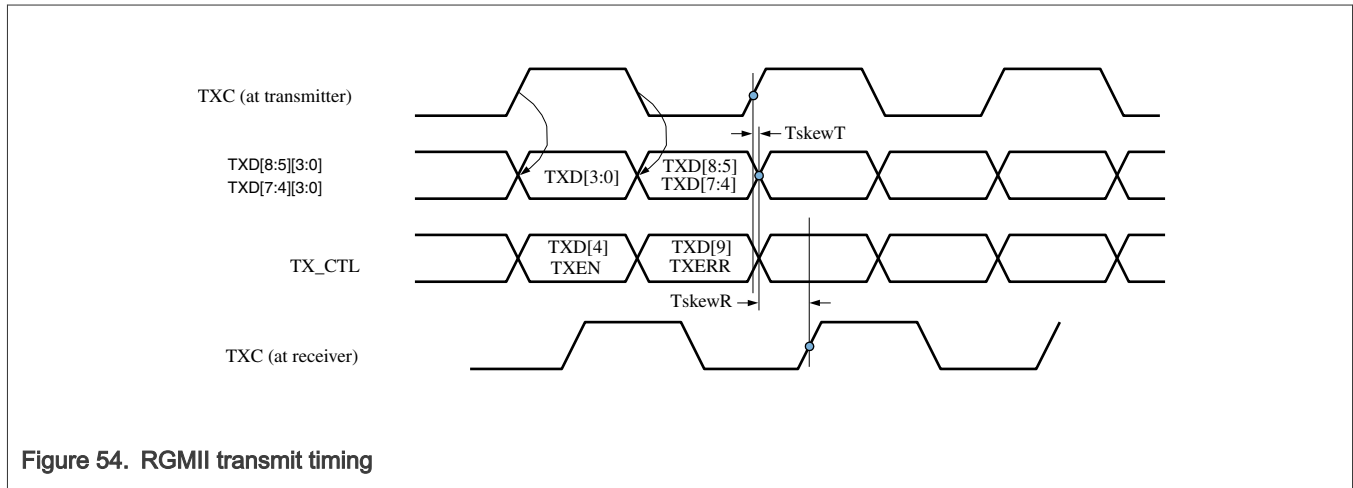 TXC (at transmitter)
TskewT
TXD[8:5][3:0]
TXD[7:4][3:0]
TXD[3:0]
TXD[8:5]
TXD[7:4]
TX_CTL
TXD[4]
TXEN
TXD[9]
TXERR
TskewR
TXC (at receiver)
Figure 54. RGMII transmit timing